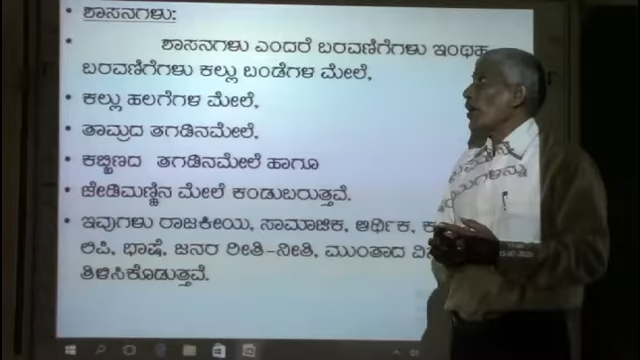 ಶಾಸನಗಳು:
ಶಾಸನಗಳು ಎಂದರೆ ಬರವಣಿಗೆಗಳು ಇಂಥಹ
ಬರವಣಿಗೆಗಳು ಕಲ್ಲು ಬಂಡೆಗಳ ಮೇಲೆ,
ಕಲ್ಲು ಹಲಗೆಗಳ ಮೇಲೆ,
ತಾಮ್ರದ ತಗಡಿನಮೇಲೆ,
ಕಬ್ಬಿಣದ ತಗಡಿನಮೇಲೆ ಹಾಗೂ
ಜೇಡಿಮಣ್ಣಿನ ಮೇಲೆ ಕಂಡುಬರುತ್ತವೆ.
ಇವುಗಳು ರಾಜಕೀಯ, ಸಾಮಾಜಿಕ, ಆರ್ಥಿಕ,
ಲಿಪಿ, ಭಾಷೆ, ಜನರ ರೀತಿ-ನೀತಿ, ಮುಂತಾದ
ತಿಳಿಸಿಕೊಡುತ್ತವೆ.